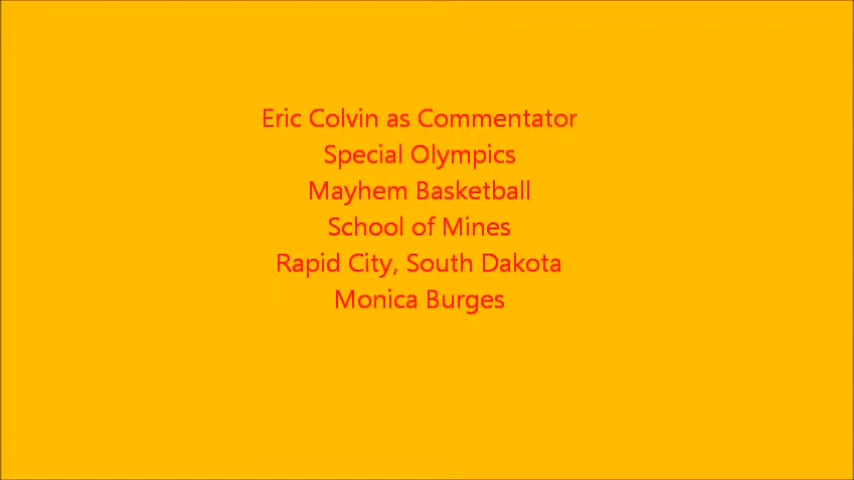 Eric Colvin as Commentator
Special Olympics
Mayhem Basketball
School of Mines
Rapid City, South Dakota
Monica Burges